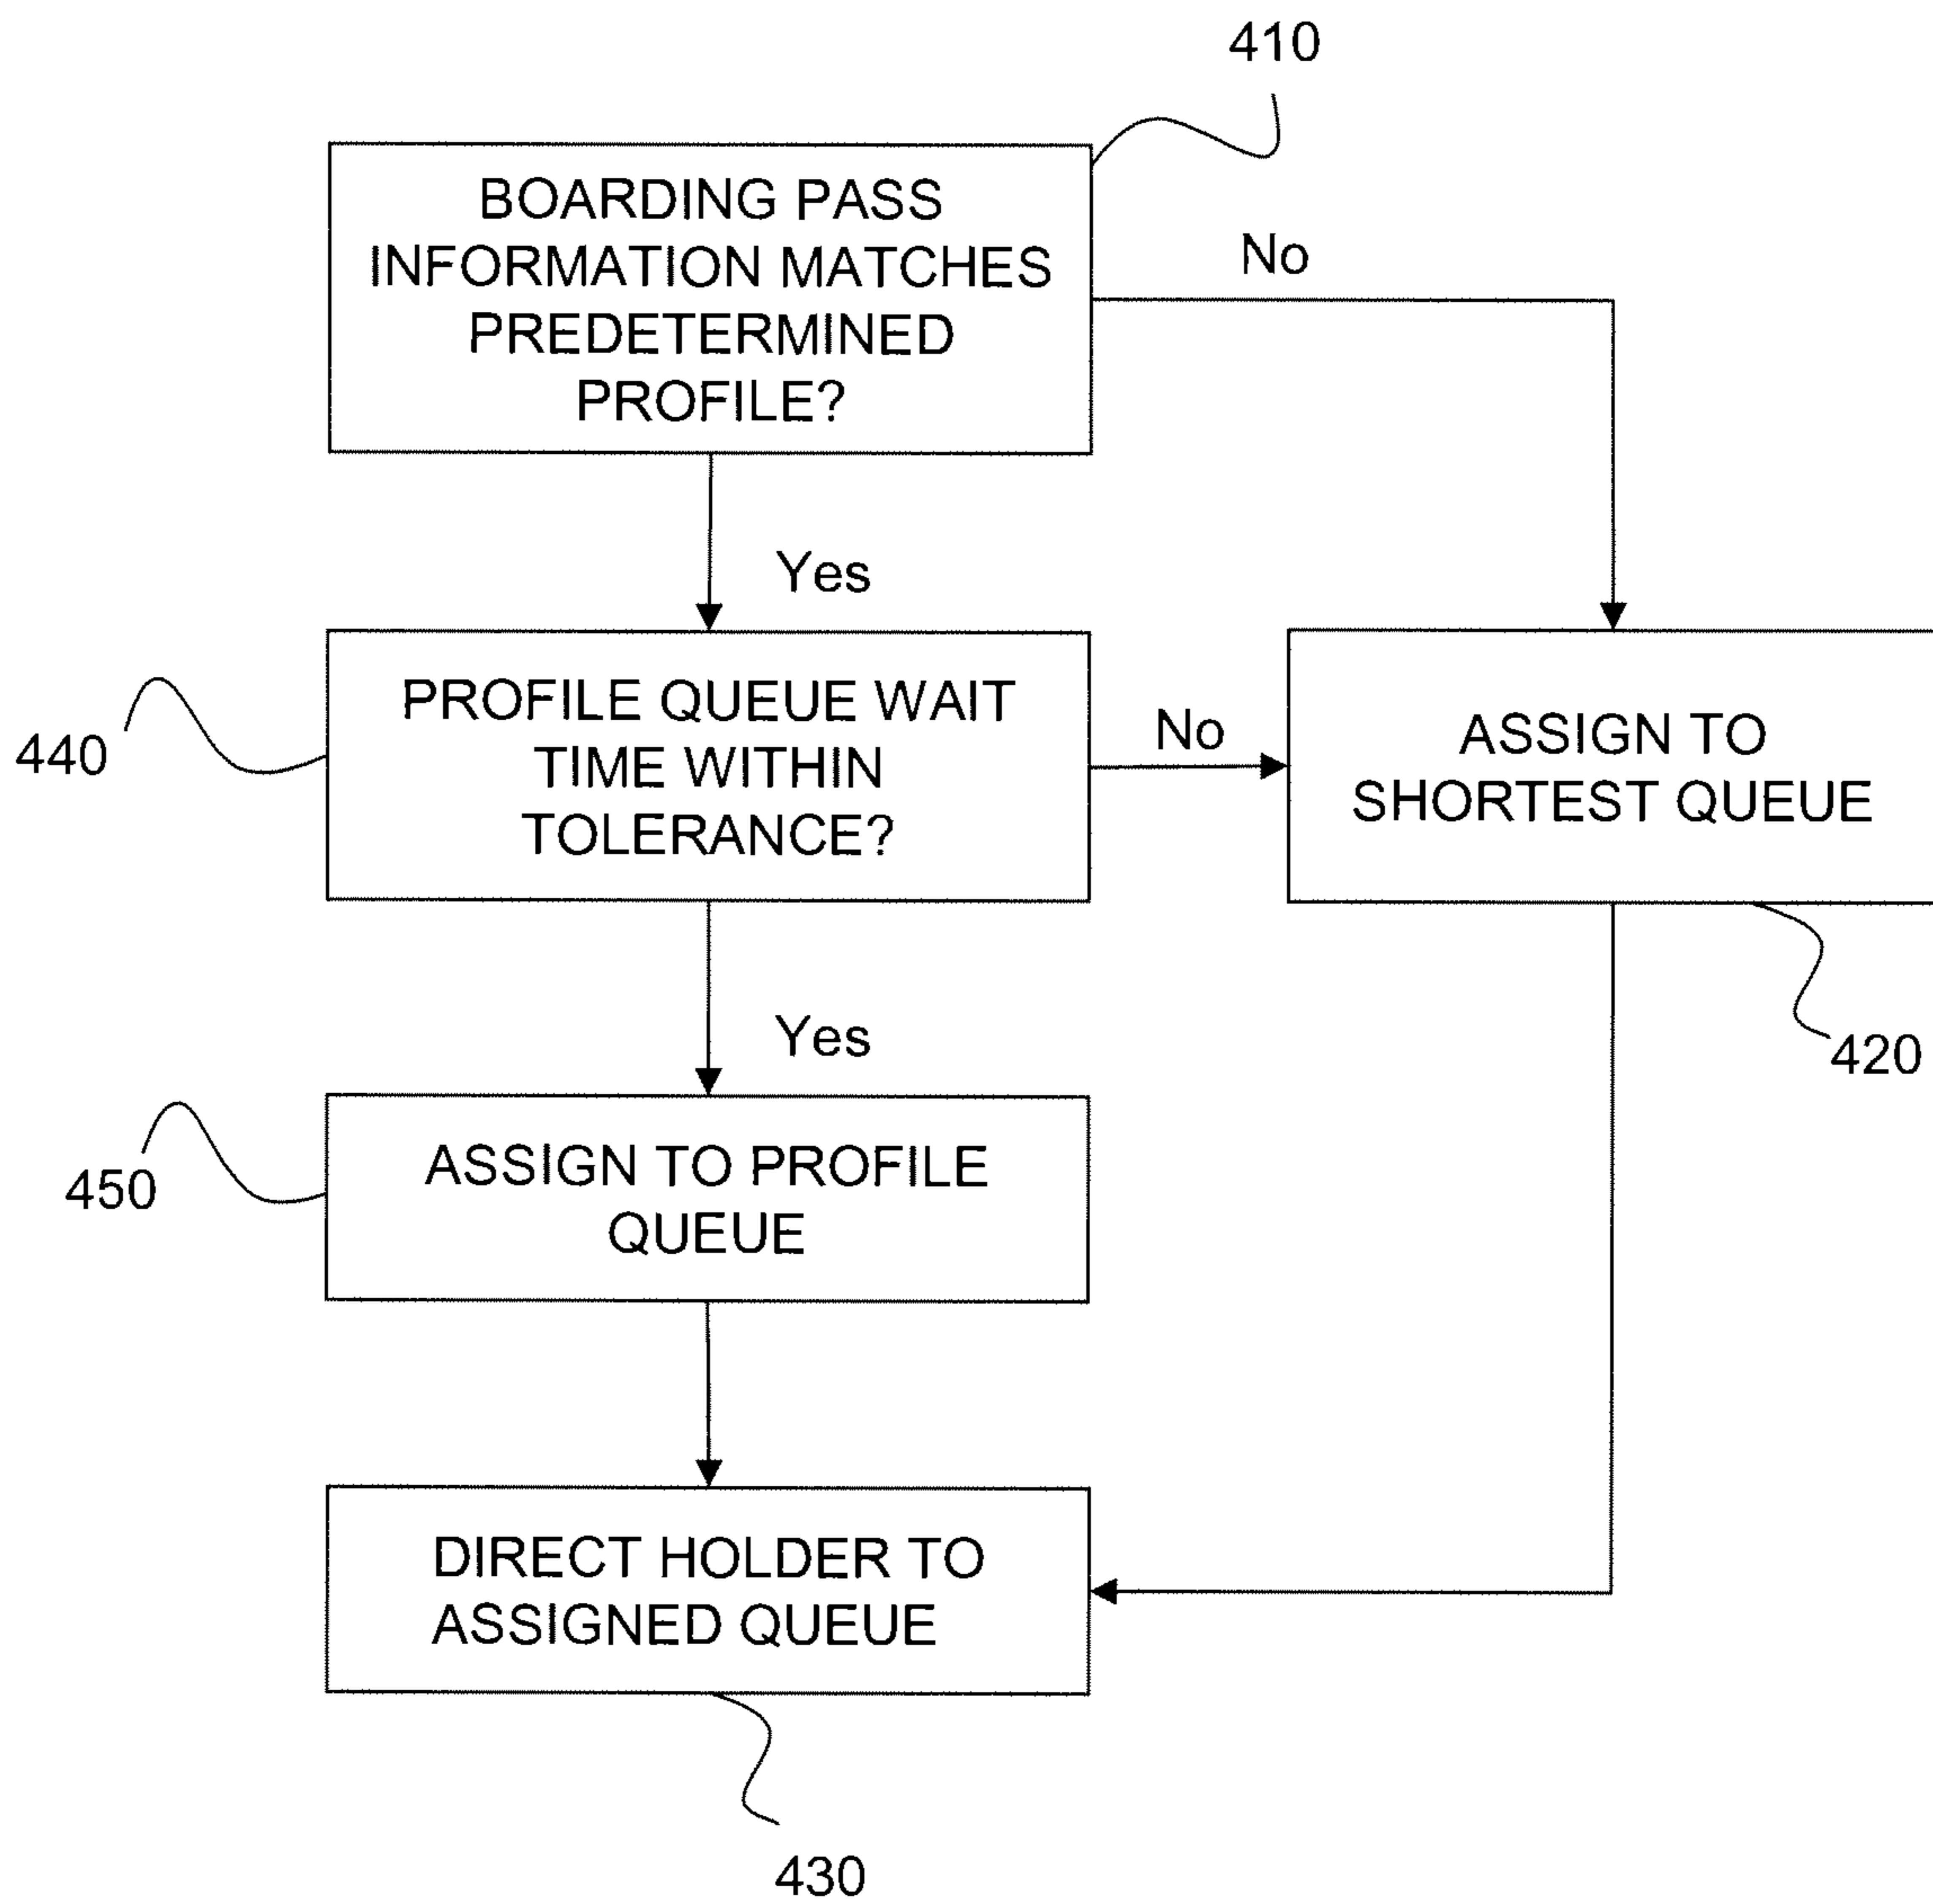 410
BOARDING PASS
INFORMATION MATCHES
PREDETERMINED
PROFILE?
No
Yes
440
PROFILE QUEUE WAIT
TIME WITHIN
TOLERANCE?
No
ASSIGN TO
SHORTEST QUEUE
420
Yes
450
ASSIGN TO PROFILE
QUEUE
DIRECT HOLDER TO
ASSIGNED QUEUE
430